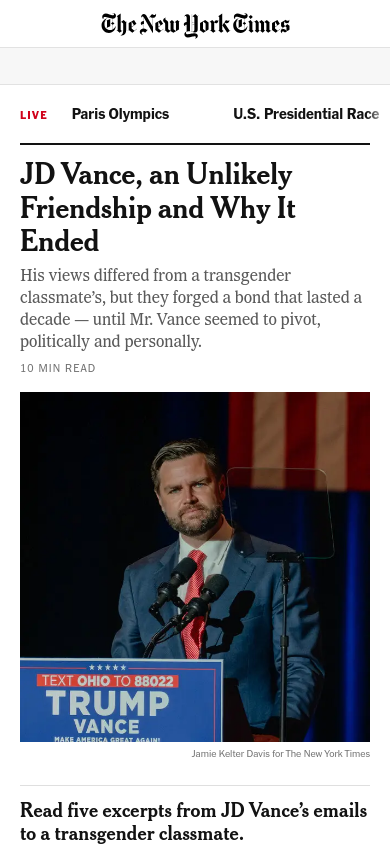 The New York Times
LIVE Paris Olympics U.S. Presidential Race
JD Vance, an Unlikely
Friendship and Why It
Ended
His views differed from a transgender
classmate's, but they forged a bond that lasted a
decade — until Mr. Vance seemed to pivot,
politically and personally.
10 MIN READ
TEXT OHIO TO 88022
TRUMP
VANCE
MAKE AMERICA GREAT AGAIN!
Jamie Kelter Davis for The New York Times
Read five excerpts from JD Vance's emails
to a transgender classmate.